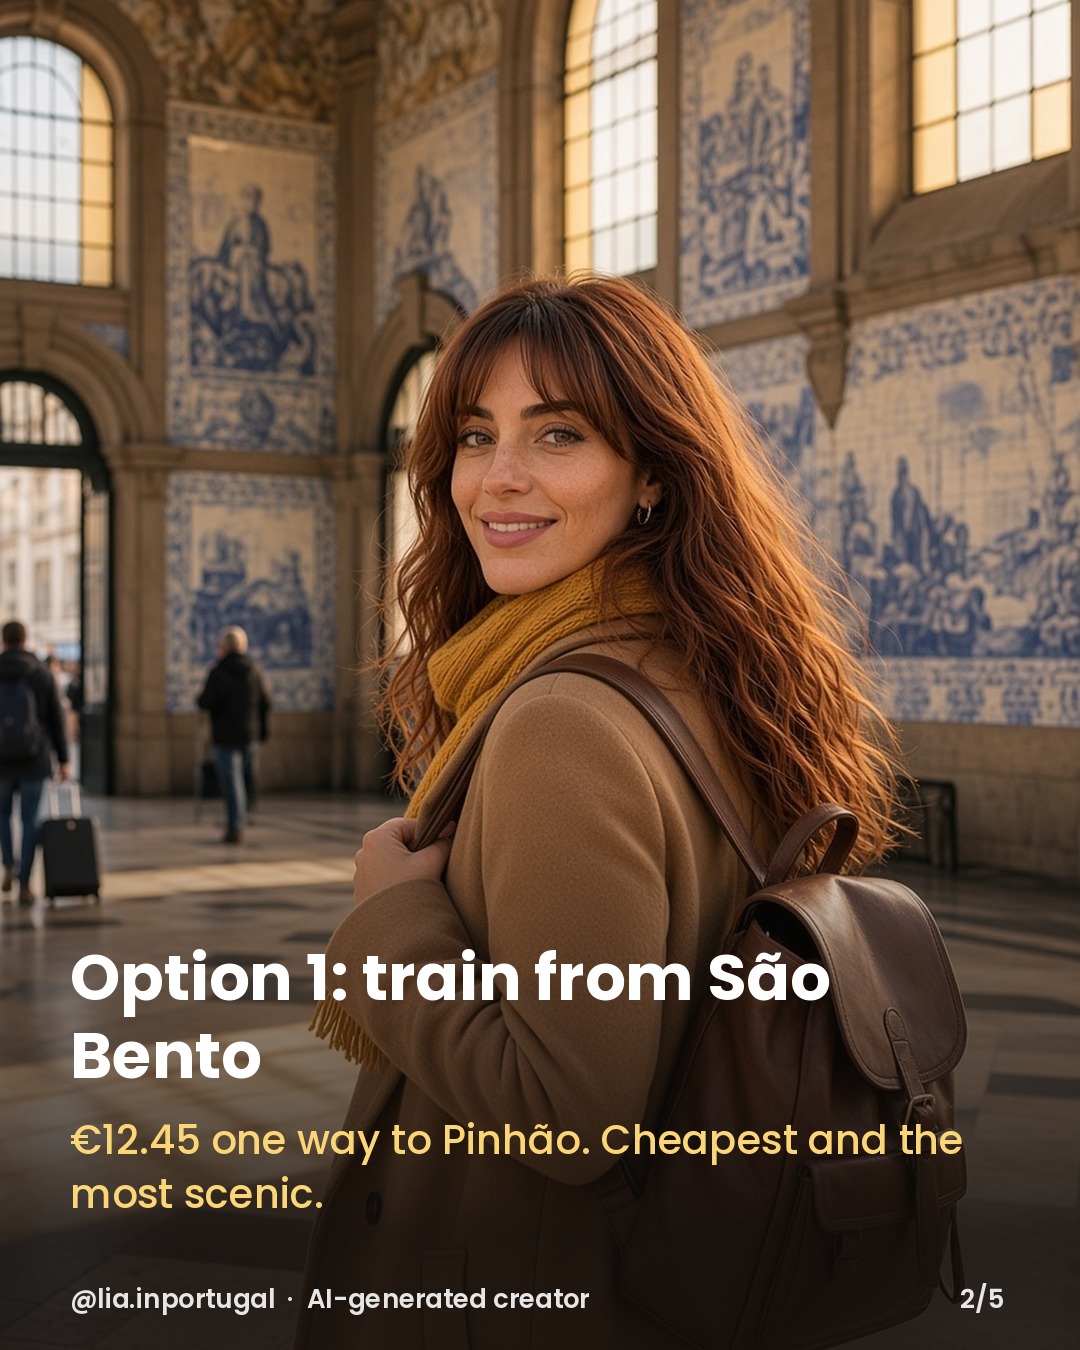 Option 1: train from São
Bento
€12.45 one way to Pinhão. Cheapest and the
most scenic.
@lia.inportugal · AI-generated creator
2/5